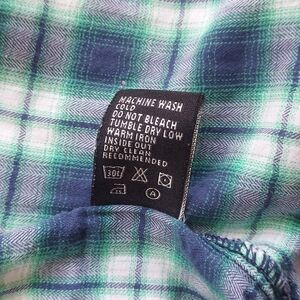 MACHINE WASH
COLD
DO NOT BLEACH
TUMBLE DRY LOW
WARM IRON
INSIDE OUT
DRY CLEAN
RECOMMENDED
30
A